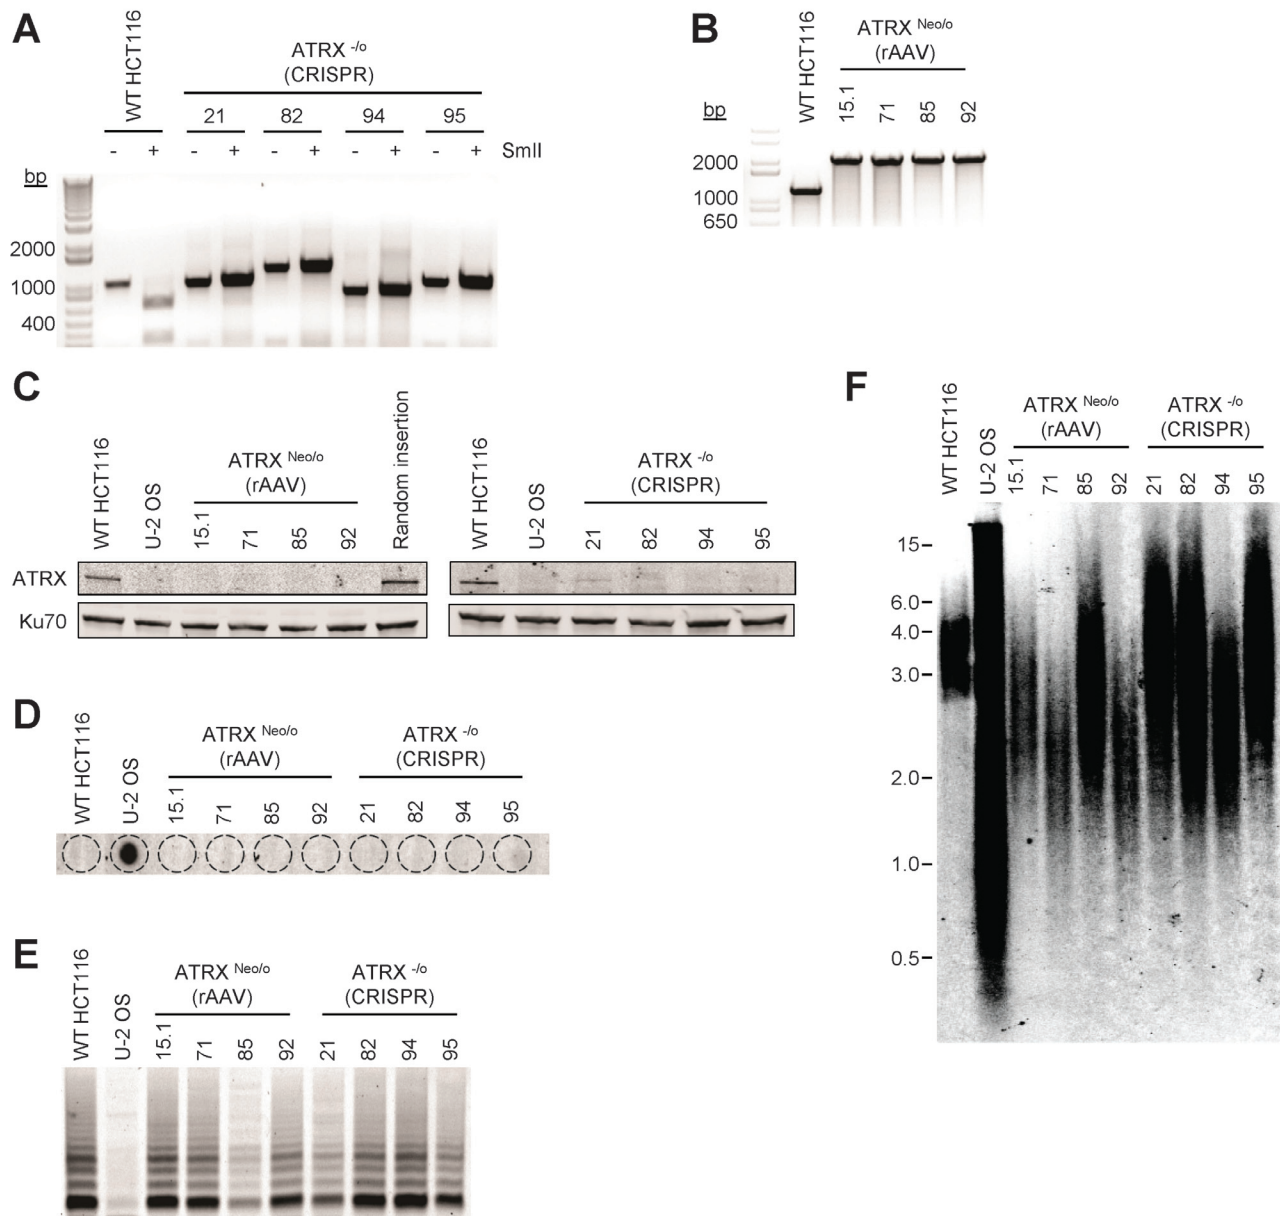 A
WT HCT116
ATRX -/o
(CRISPR)
21 82 94 95
- + - + - + - + - + SmlI
bp
2000
1000
400
B
WT HCT116
ATRX Neo/o
(rAAV)
15.1 71 85 92
bp
2000
1000
650
C
WT HCT116 U-2 OS
ATRX Neo/o
(rAAV)
15.1 71 85 92
Random insertion
WT HCT116 U-2 OS
ATRX -/o
(CRISPR)
21 82 94 95
ATRX
Ku70
D
WT HCT116 U-2 OS
ATRX Neo/o
(rAAV)
15.1 71 85 92
ATRX -/o
(CRISPR)
21 82 94 95
E
WT HCT116 U-2 OS
ATRX Neo/o
(rAAV)
15.1 71 85 92
ATRX -/o
(CRISPR)
21 82 94 95
F
WT HCT116 U-2 OS
ATRX Neo/o
(rAAV)
15.1 71 85 92
ATRX -/o
(CRISPR)
21 82 94 95
15
6.0
4.0
3.0
2.0
1.0
0.5